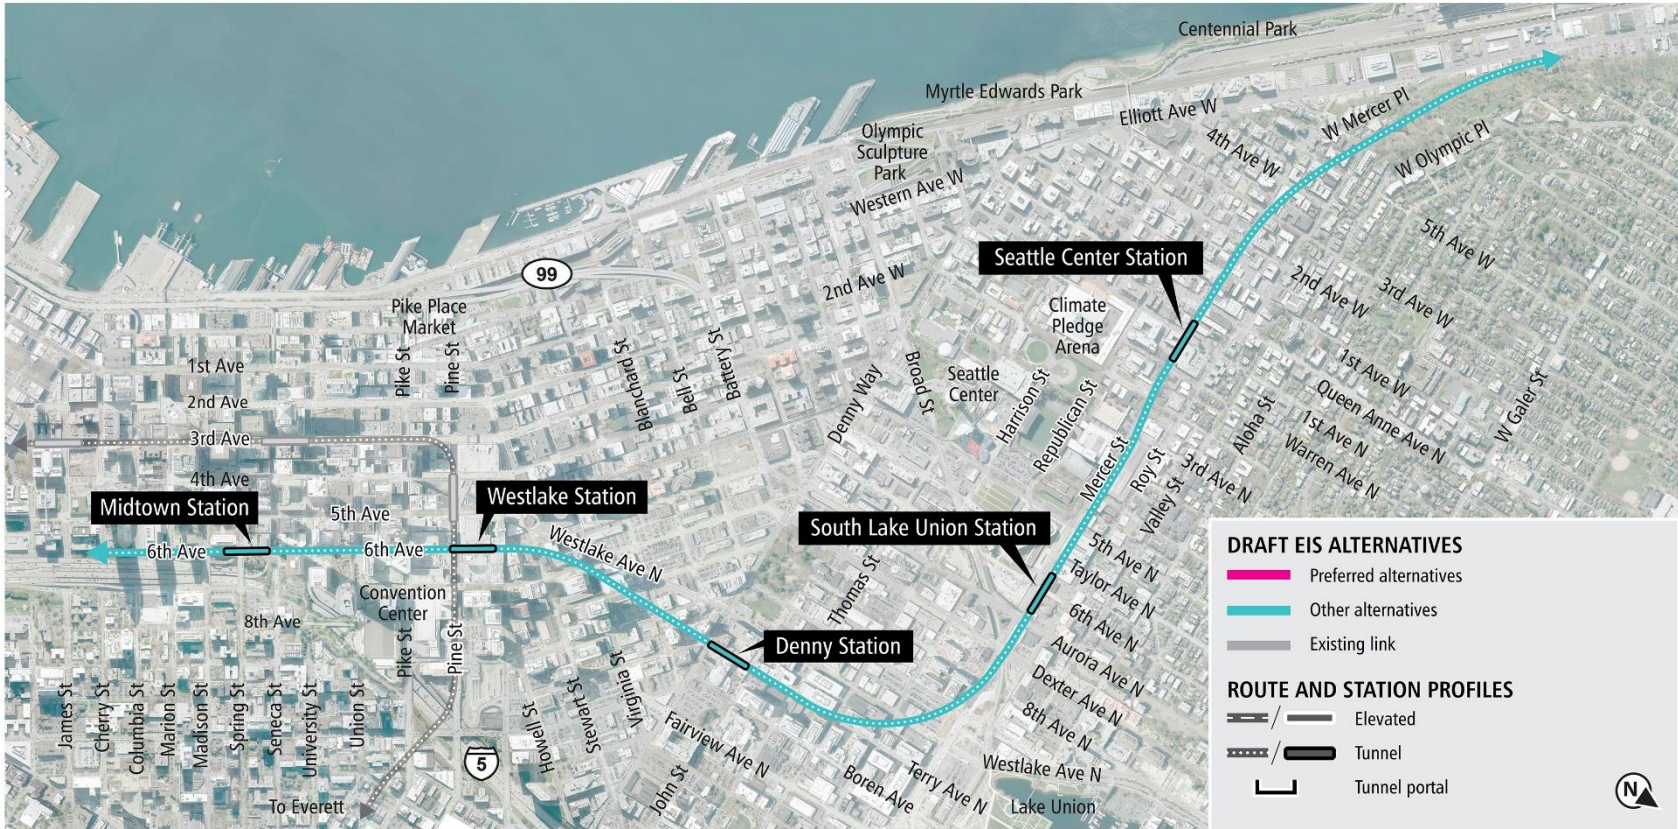 Centennial Park
Myrtle Edwards Park
Elliott Ave W
W Mercer Pl
W Olympic Pl
4th Ave W
Olympic
Sculpture
Park
Western Ave W
5th Ave W
Seattle Center Station
99
2nd Ave W
2nd Ave W
3rd Ave W
Pike Place
Market
Climate
Pledge
Arena
1st Ave
Pike St
Pine St
Blanchard St
Bell St
Battery St
Denny Way
Broad St
Seattle
Center
Harrison St
Republican St
1st Ave W
Queen Anne Ave N
1st Ave N
Warren Ave N
W Galer St
Aloha St
2nd Ave
3rd Ave
4th Ave
Mercer St
Roy St
Valley St
3rd Ave N
Midtown Station
Westlake Station
5th Ave
South Lake Union Station
6th Ave
6th Ave
Westlake Ave N
Thomas St
5th Ave N
Taylor Ave N
6th Ave N
Aurora Ave N
Dexter Ave N
8th Ave N
Convention
Center
8th Ave
Pike St
Pine St
Denny Station
James St
Cherry St
Columbia St
Marion St
Madison St
Spring St
Seneca St
University St
Union St
Howell St
Stewart St
Virginia St
Fairview Ave N
John St
Boren Ave
Terry Ave N
Westlake Ave N
Lake Union
5
To Everett
DRAFT EIS ALTERNATIVES
Preferred alternatives
Other alternatives
Existing link
ROUTE AND STATION PROFILES
/ Elevated
/ Tunnel
Tunnel portal
N